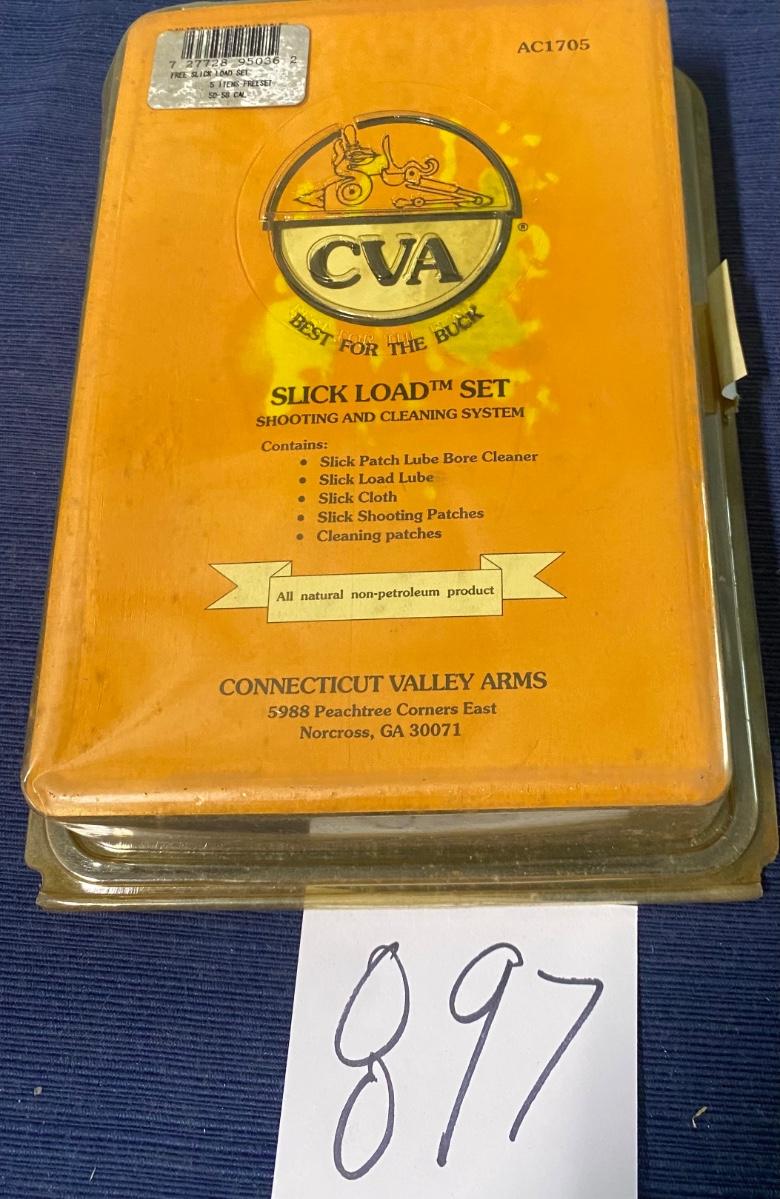 7 27728 95036 2
FREE SLICK LOAD SET
5 ITEMS-FREESET
50-58 CAL
AC1705
CVA
®
BEST FOR THE BUCK
SLICK LOAD™ SET
SHOOTING AND CLEANING SYSTEM
Contains:
• Slick Patch Lube Bore Cleaner
• Slick Load Lube
• Slick Cloth
• Slick Shooting Patches
• Cleaning patches
All natural non-petroleum product
CONNECTICUT VALLEY ARMS
5988 Peachtree Corners East
Norcross, GA 30071
897